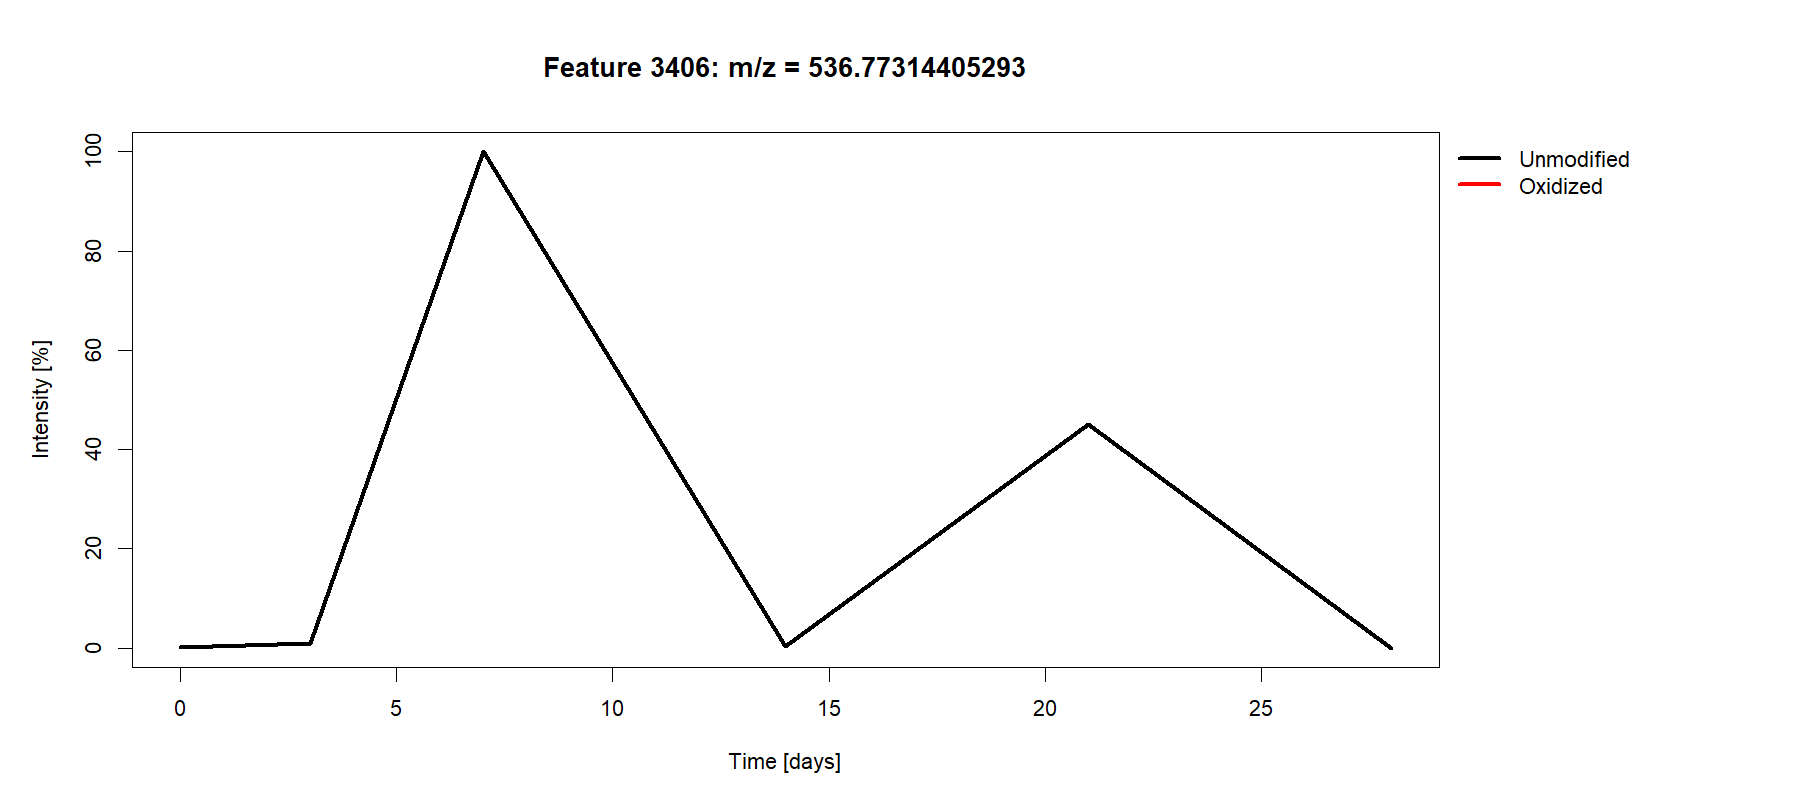 Feature 3406: m/z = 536.77314405293
Unmodified
Oxidized
Intensity [%]
100
80
60
40
20
0
0 5 10 15 20 25
Time [days]